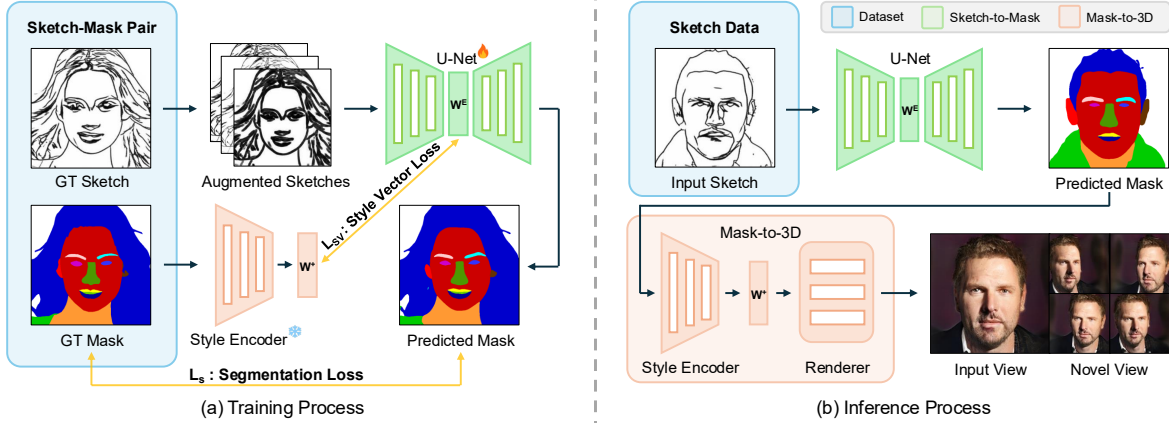 Sketch-Mask Pair
GT Sketch
Augmented Sketches
U-Net
W^E
L_SV : Style Vector Loss
GT Mask
Style Encoder
W^+
Predicted Mask
L_s : Segmentation Loss
(a) Training Process
Dataset
Sketch-to-Mask
Mask-to-3D
Sketch Data
Input Sketch
U-Net
W^E
Predicted Mask
Mask-to-3D
W^+
Style Encoder
Renderer
Input View
Novel View
(b) Inference Process